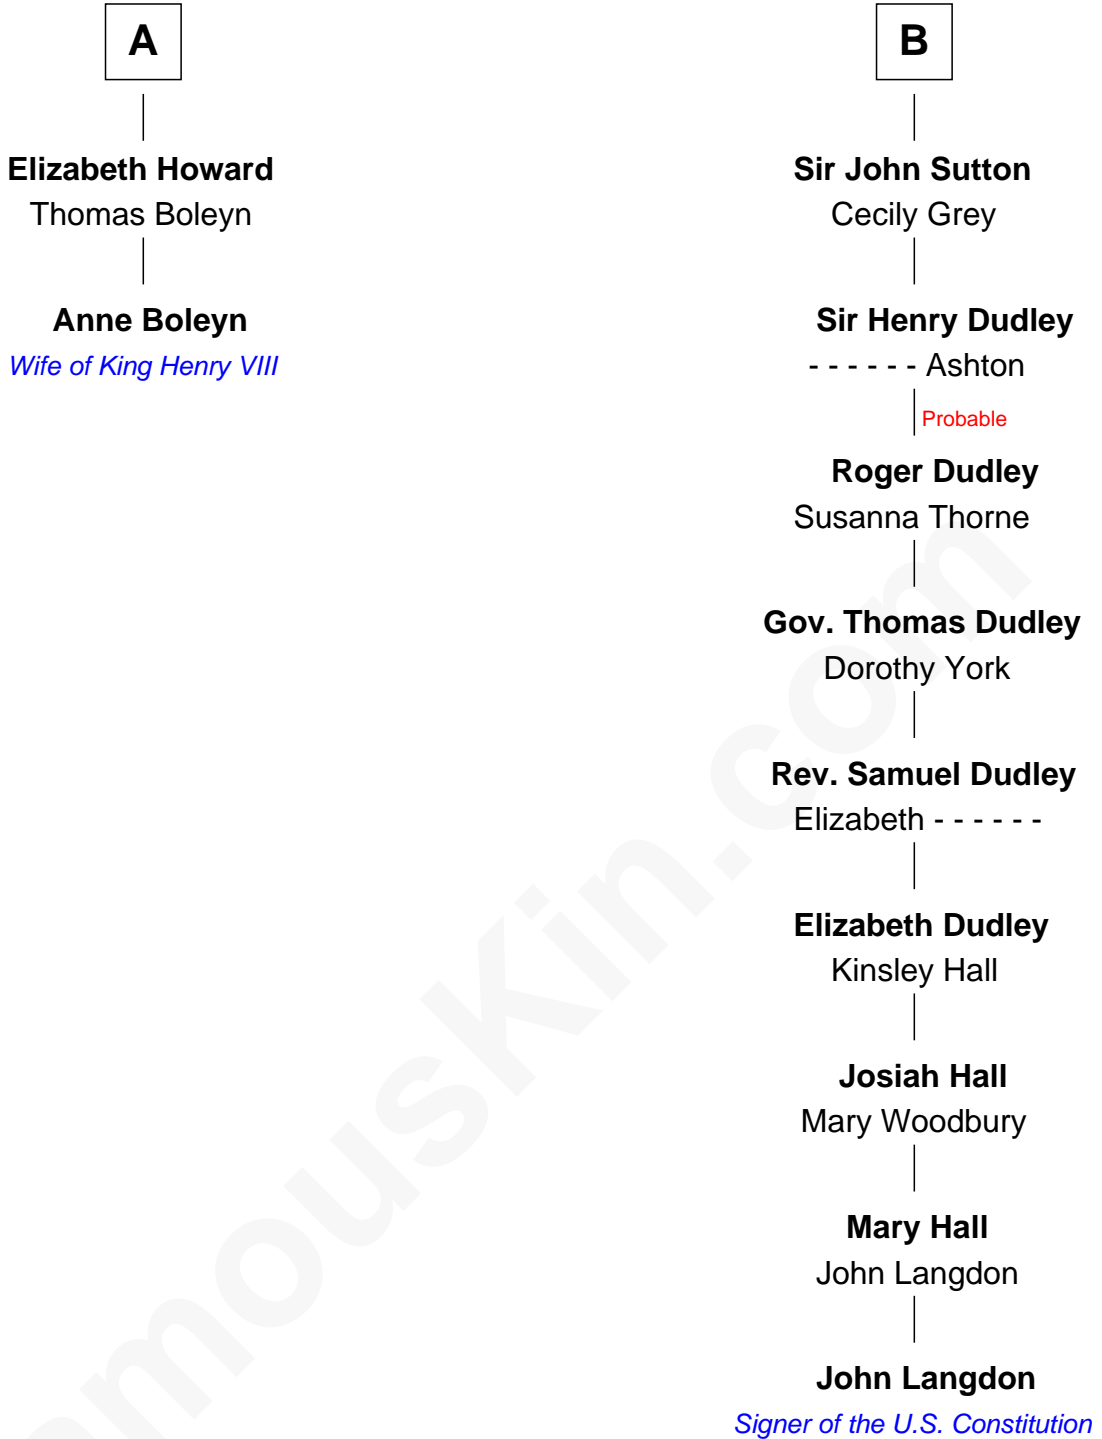 A
Elizabeth Howard
Thomas Boleyn
Anne Boleyn
Wife of King Henry VIII
B
Sir John Sutton
Cecily Grey
Sir Henry Dudley
- - - - - - Ashton
Probable
Roger Dudley
Susanna Thorne
Gov. Thomas Dudley
Dorothy York
Rev. Samuel Dudley
Elizabeth - - - - - -
Elizabeth Dudley
Kinsley Hall
Josiah Hall
Mary Woodbury
Mary Hall
John Langdon
John Langdon
Signer of the U.S. Constitution
amousKin.com